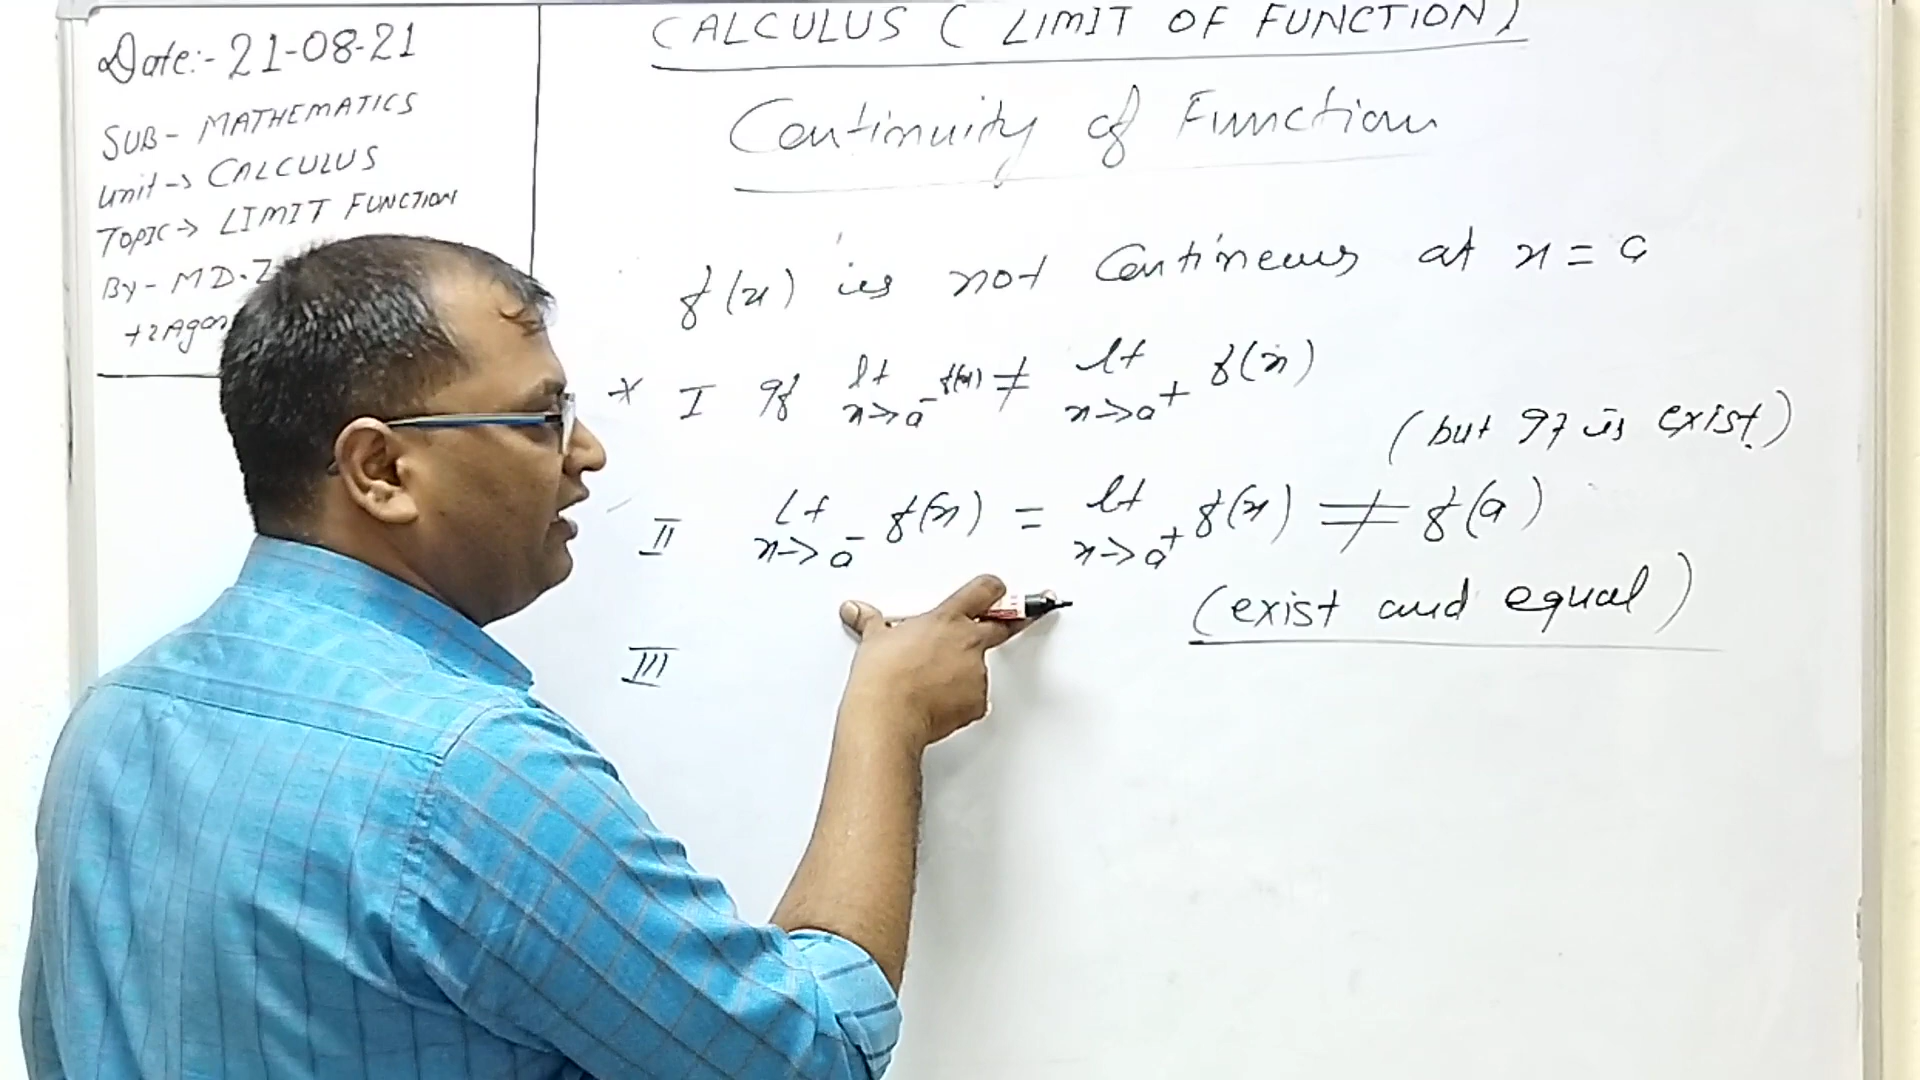 Date:- 21-08-21
SUB- MATHEMATICS
Unit-> CALCULUS
TOPIC-> LIMIT FUNCTION
By- MD.Z
CALCULUS ( LIMIT OF FUNCTION )
Continuity of Function
f(x) is not Contineuus at x = a
* I If lt x->a⁻ f(x) ≠ lt x->a⁺ f(x)
(but It is exist.)
II Lt x->a⁻ f(x) = lt x->a⁺ f(x) ≠ f(a)
(exist and equal)
III